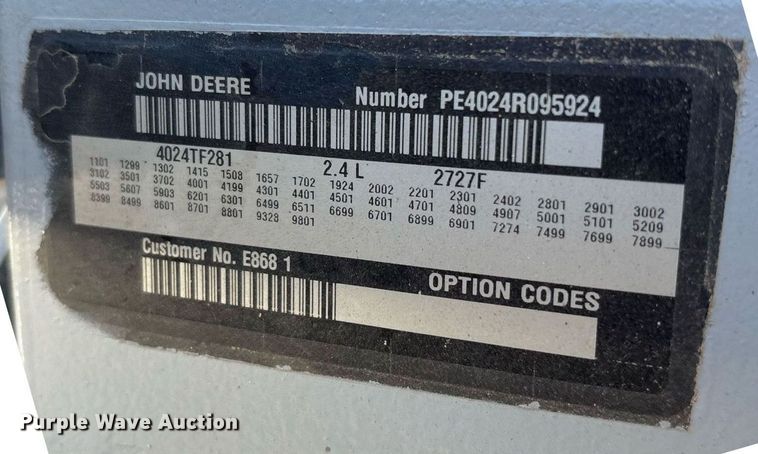 JOHN DEERE
Number PE4024R095924
4024TF281 2.4 L 2727F
1101 1299 1302 1415 1508 1657 1702 1924 2002 2201 2301 2402 2801 2901 3002
3102 3501 3702 4001 4199 4301 4401 4501 4601 4701 4809 4907 5001 5101 5209
5503 5607 5903 6201 6301 6499 6511 6699 6701 6899 6901 7274 7499 7699 7899
8399 8499 8601 8701 8801 9328 9801
Customer No. E868 1
OPTION CODES
Purple Wave Auction